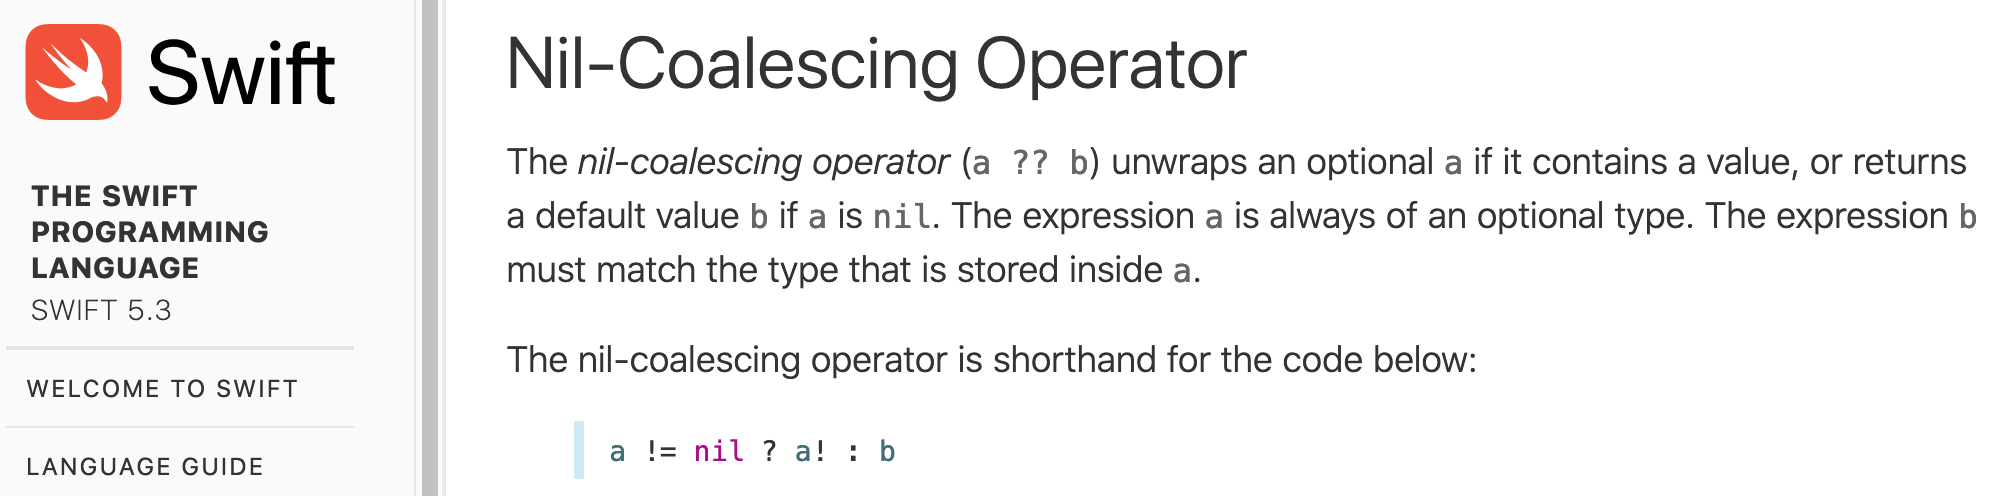 Swift
THE SWIFT
PROGRAMMING
LANGUAGE
SWIFT 5.3
WELCOME TO SWIFT
LANGUAGE GUIDE
Nil-Coalescing Operator
The nil-coalescing operator (a ?? b) unwraps an optional a if it contains a value, or returns
a default value b if a is nil. The expression a is always of an optional type. The expression b
must match the type that is stored inside a.
The nil-coalescing operator is shorthand for the code below:
a != nil ? a! : b